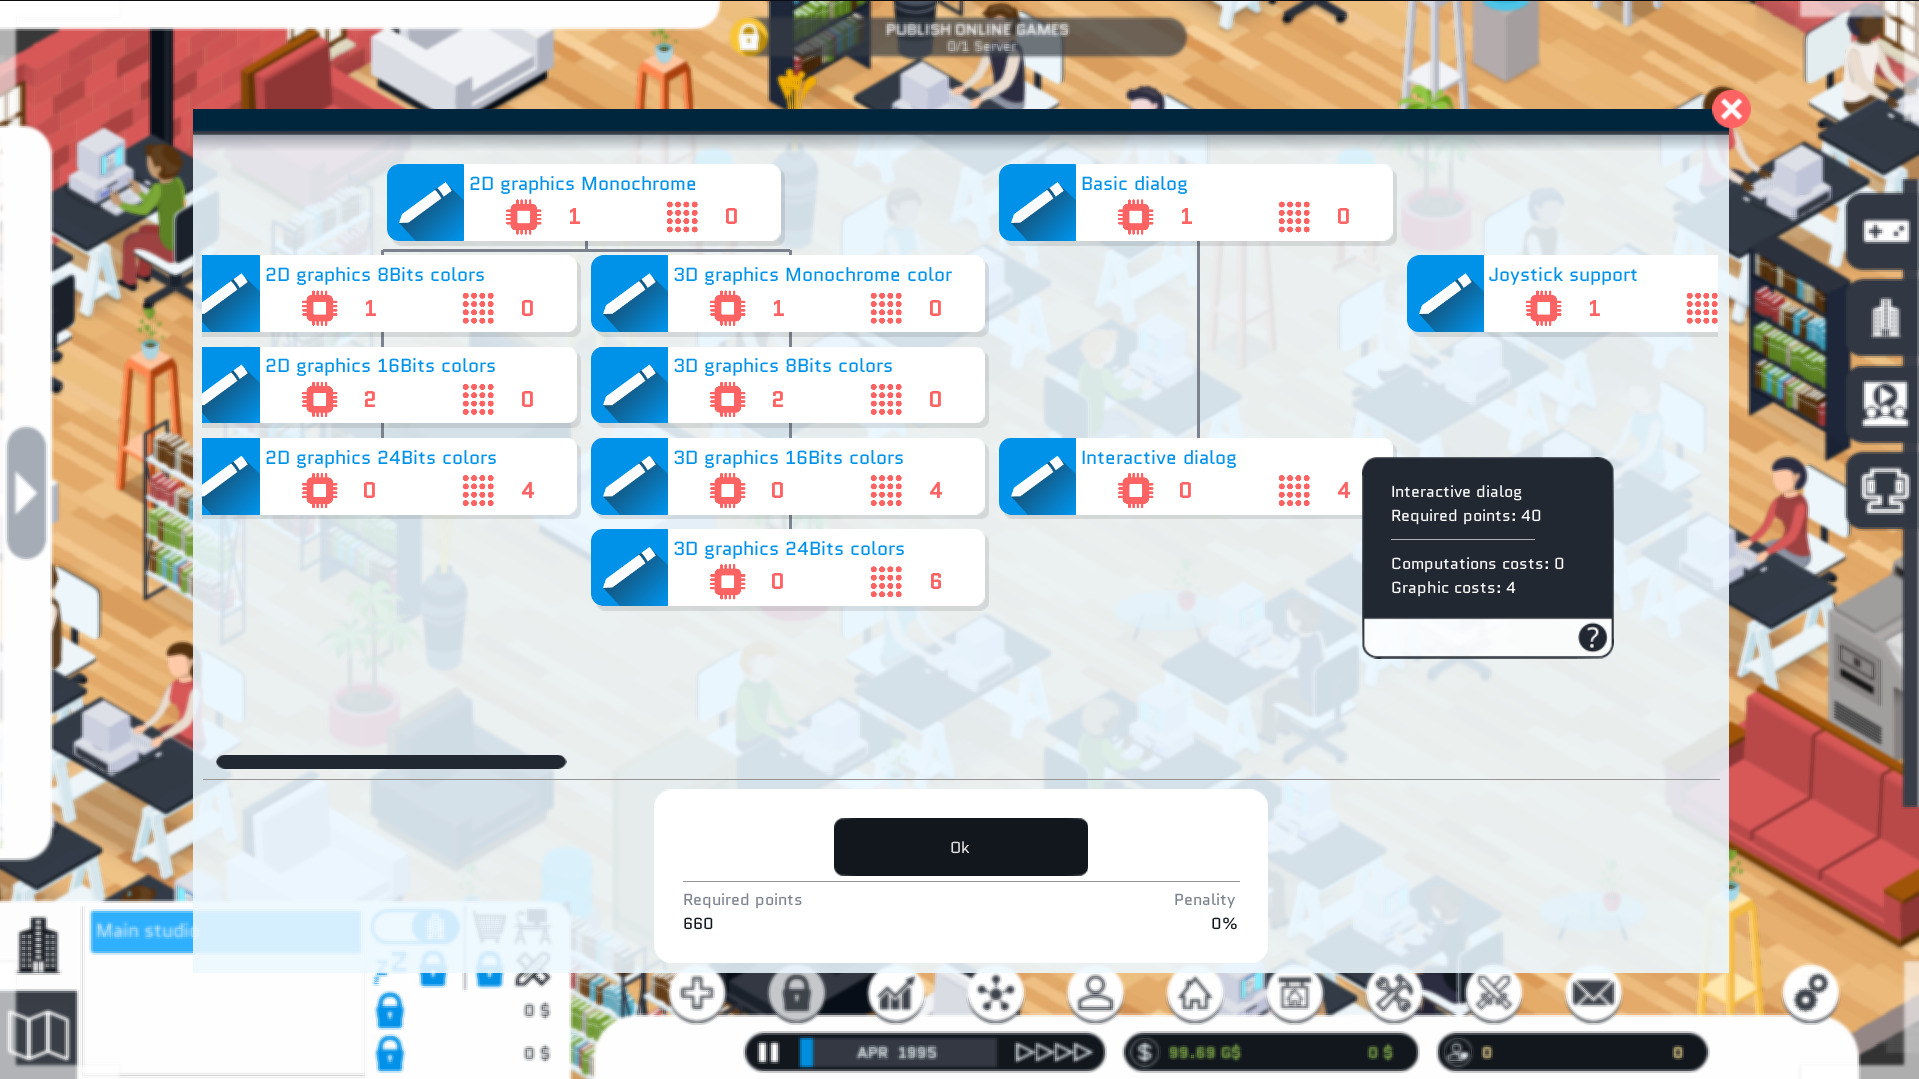 PUBLISH ONLINE GAMES
0/1 Server
2D graphics Monochrome
1 0
Basic dialog
1 0
2D graphics 8Bits colors
1 0
3D graphics Monochrome color
1 0
Joystick support
1
2D graphics 16Bits colors
2 0
3D graphics 8Bits colors
2 0
2D graphics 24Bits colors
0 4
3D graphics 16Bits colors
0 4
Interactive dialog
0 4
Interactive dialog
Required points: 40
Computations costs: 0
Graphic costs: 4
?
3D graphics 24Bits colors
0 6
Ok
Required points
660
Penality
0%
Main studio
0 $
0 $
APR 1995
99.69 G$
0 $
0
0